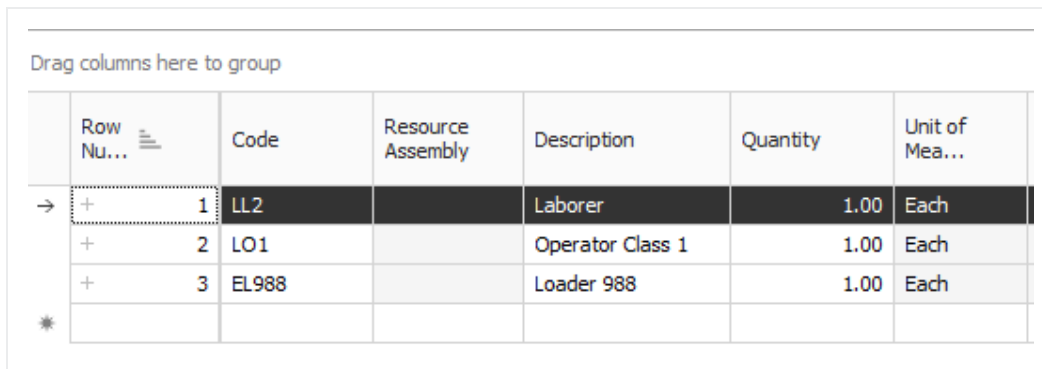 Drag columns here to group
Row Nu... Code Resource Assembly Description Quantity Unit of Mea...
1 LL2 Laborer 1.00 Each
2 LO1 Operator Class 1 1.00 Each
3 EL988 Loader 988 1.00 Each